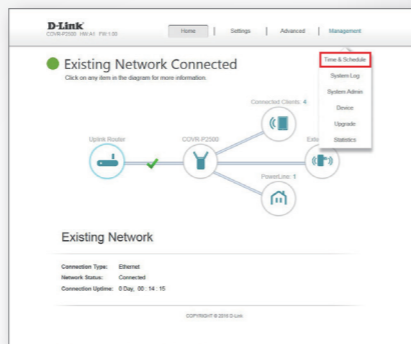 D-Link
COVR-P2500 HW:A1 FW:1.00
Home
Settings
Advanced
Management
Time & Schedule
System Log
System Admin
Device
Upgrade
Statistics
Existing Network Connected
Click on any item in the diagram for more information.
Connected Clients: 4
Uplink Router
COVR-P2500
Exte
PowerLine: 1
Existing Network
Connection Type: Ethernet
Network Status: Connected
Connection Uptime: 0 Day, 00 : 14 : 15
COPYRIGHT © 2016 D-Link